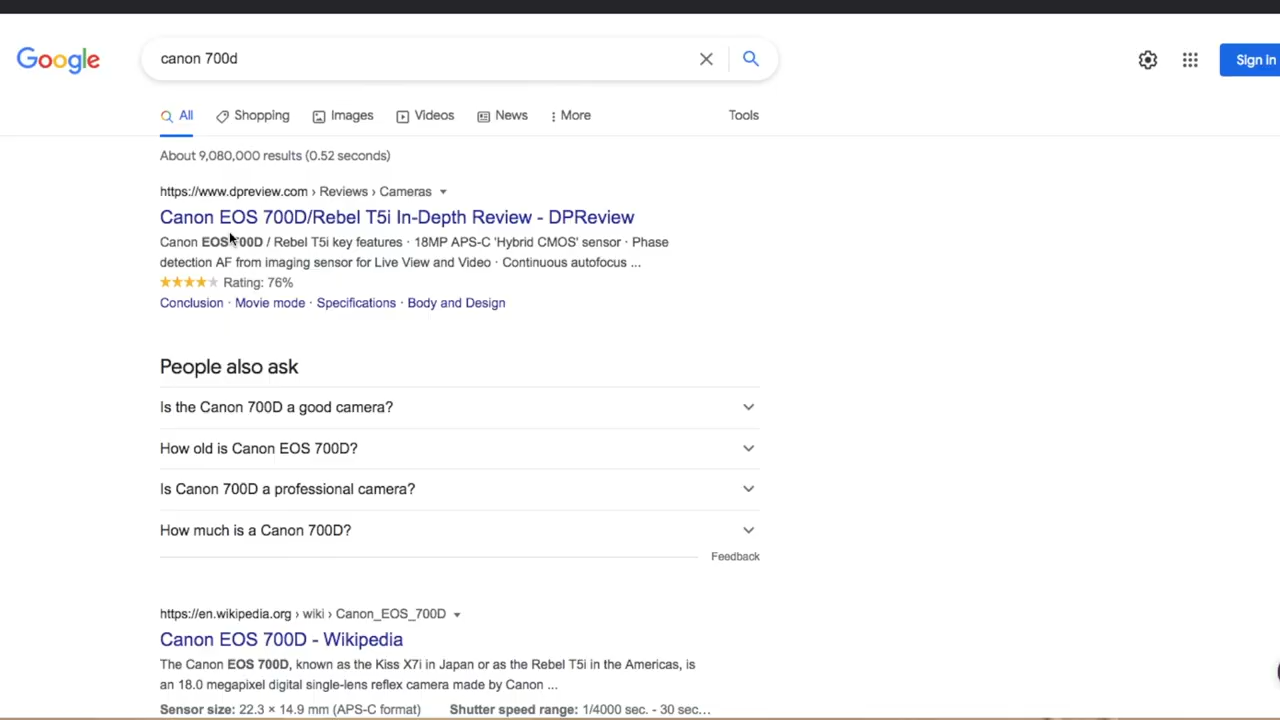 Google
canon 700d
Sign in
All Shopping Images Videos News More Tools
About 9,080,000 results (0.52 seconds)
https://www.dpreview.com › Reviews › Cameras
Canon EOS 700D/Rebel T5i In-Depth Review - DPReview
Canon EOS 700D / Rebel T5i key features · 18MP APS-C 'Hybrid CMOS' sensor · Phase
detection AF from imaging sensor for Live View and Video · Continuous autofocus ...
Rating: 76%
Conclusion · Movie mode · Specifications · Body and Design
People also ask
Is the Canon 700D a good camera?
How old is Canon EOS 700D?
Is Canon 700D a professional camera?
How much is a Canon 700D?
Feedback
https://en.wikipedia.org › wiki › Canon_EOS_700D
Canon EOS 700D - Wikipedia
The Canon EOS 700D, known as the Kiss X7i in Japan or as the Rebel T5i in the Americas, is
an 18.0 megapixel digital single-lens reflex camera made by Canon ...
Sensor size: 22.3 × 14.9 mm (APS-C format) Shutter speed range: 1/4000 sec. - 30 sec...